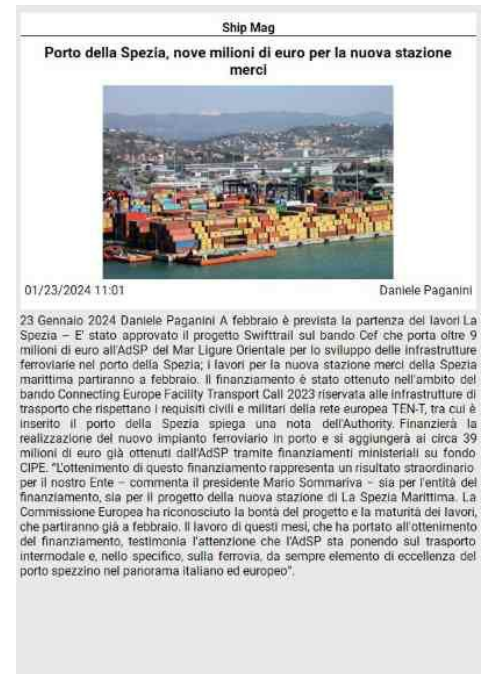 Ship Mag
Porto della Spezia, nove milioni di euro per la nuova stazione
merci
01/23/2024 11:01
Daniele Paganini
23 Gennaio 2024 Daniele Paganini A febbraio è prevista la partenza dei lavori La
Spezia – E' stato approvato il progetto Swifttrail sul bando Cef che porta oltre 9
milioni di euro all'AdSP del Mar Ligure Orientale per lo sviluppo delle infrastrutture
ferroviarie nel porto della Spezia; i lavori per la nuova stazione merci della Spezia
marittima partiranno a febbraio. Il finanziamento è stato ottenuto nell'ambito del
bando Connecting Europe Facility Transport Call 2023 riservata alle infrastrutture di
trasporto che rispettano i requisiti civili e militari della rete europea TEN-T, tra cui è
inserito il porto della Spezia spiega una nota dell'Authority. Finanzierà la
realizzazione del nuovo impianto ferroviario in porto e si aggiungerà ai circa 39
milioni di euro già ottenuti dall'AdSP tramite finanziamenti ministeriali su fondo
CIPE. "L'ottenimento di questo finanziamento rappresenta un risultato straordinario
per il nostro Ente – commenta il presidente Mario Sommariva – sia per l'entità del
finanziamento, sia per il progetto della nuova stazione di La Spezia Marittima. La
Commissione Europea ha riconosciuto la bontà del progetto e la maturità dei lavori,
che partiranno già a febbraio. Il lavoro di questi mesi, che ha portato all'ottenimento
del finanziamento, testimonia l'attenzione che l'AdSP sta ponendo sul trasporto
intermodale e, nello specifico, sulla ferrovia, da sempre elemento di eccellenza del
porto spezzino nel panorama italiano ed europeo".